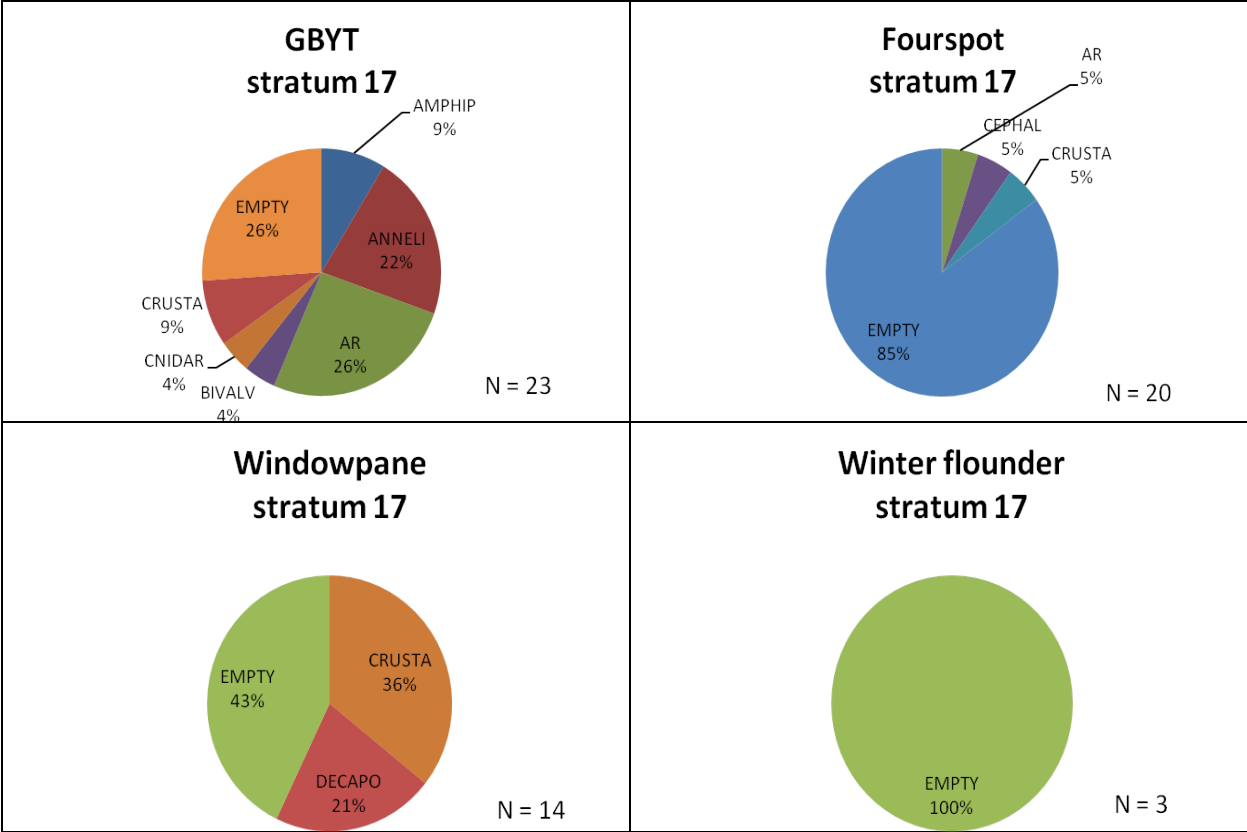 GBYT
stratum 17
AMPHIP
9%
ANNELI
22%
AR
26%
BIVALV
4%
CNIDAR
4%
CRUSTA
9%
EMPTY
26%
N = 23
Fourspot
stratum 17
AR
5%
CEPHAL
5%
CRUSTA
5%
EMPTY
85%
N = 20
Windowpane
stratum 17
CRUSTA
36%
DECAPO
21%
EMPTY
43%
N = 14
Winter flounder
stratum 17
EMPTY
100%
N = 3